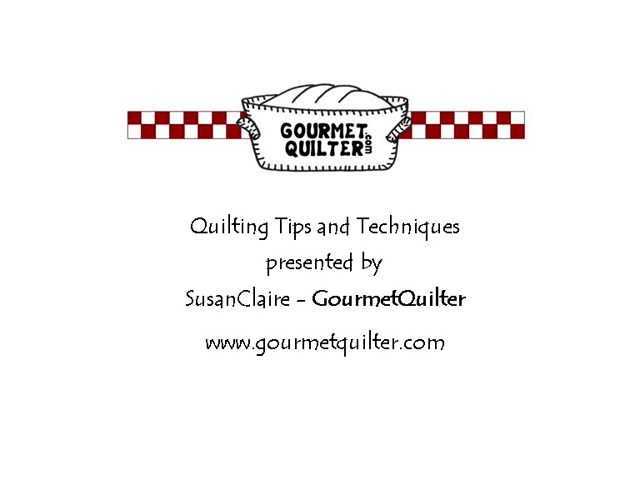 GOURMET.com
QUILTER
Quilting Tips and Techniques
presented by
SusanClaire - GourmetQuilter
www.gourmetquilter.com